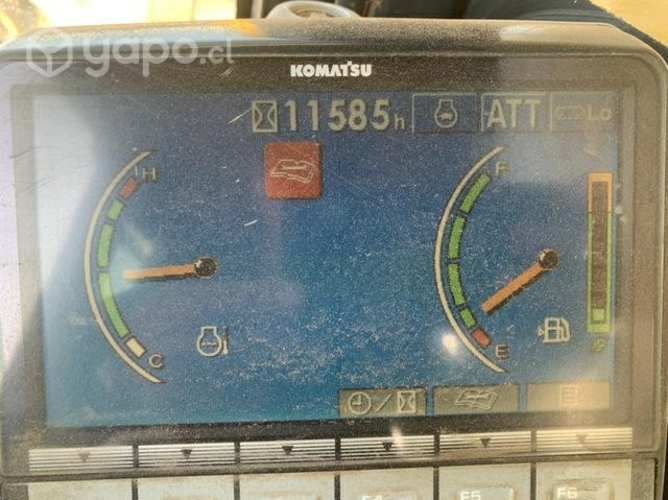 yapo.cl
KOMATSU
11585h
ATT
Lo
H
F
C
E
F5
F6